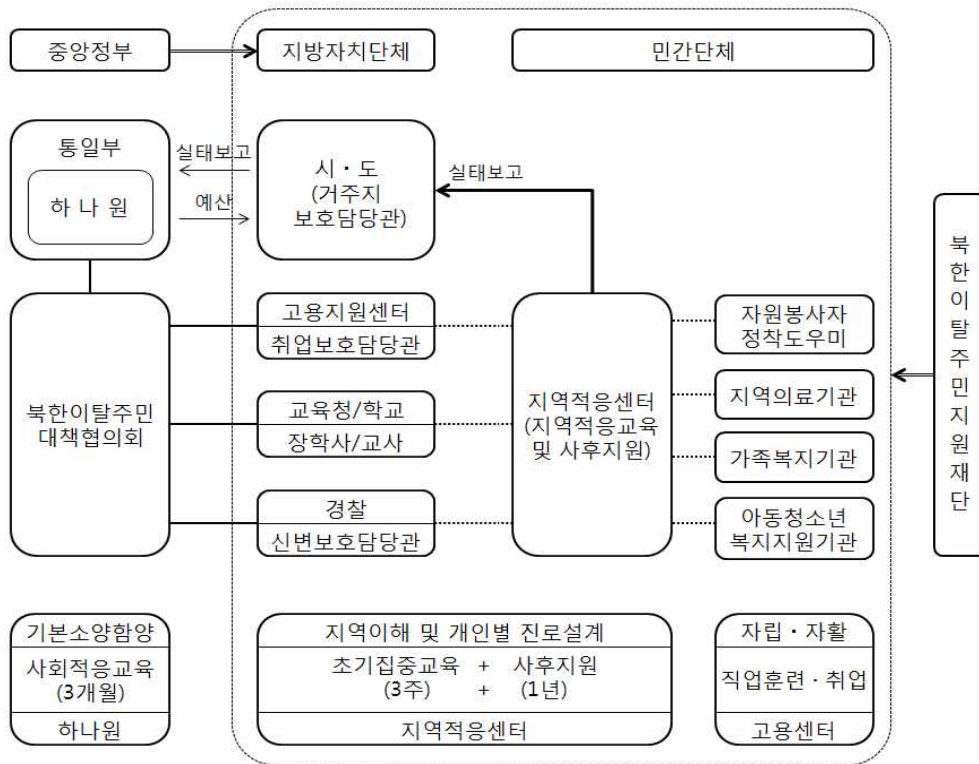 중앙정부
지방자치단체
민간단체
통일부
하 나 원
실태보고
예산
시·도
(거주지
보호담당관)
실태보고
북한이탈주민
대책협의회
고용지원센터
취업보호담당관
교육청/학교
장학사/교사
경찰
신변보호담당관
지역적응센터
(지역적응교육
및 사후지원)
자원봉사자
정착도우미
지역의료기관
가족복지기관
아동청소년
복지지원기관
북한이탈주민지원재단
기본소양함양
사회적응교육
(3개월)
하나원
지역이해 및 개인별 진로설계
초기집중교육 + 사후지원
(3주) + (1년)
지역적응센터
자립·자활
직업훈련·취업
고용센터